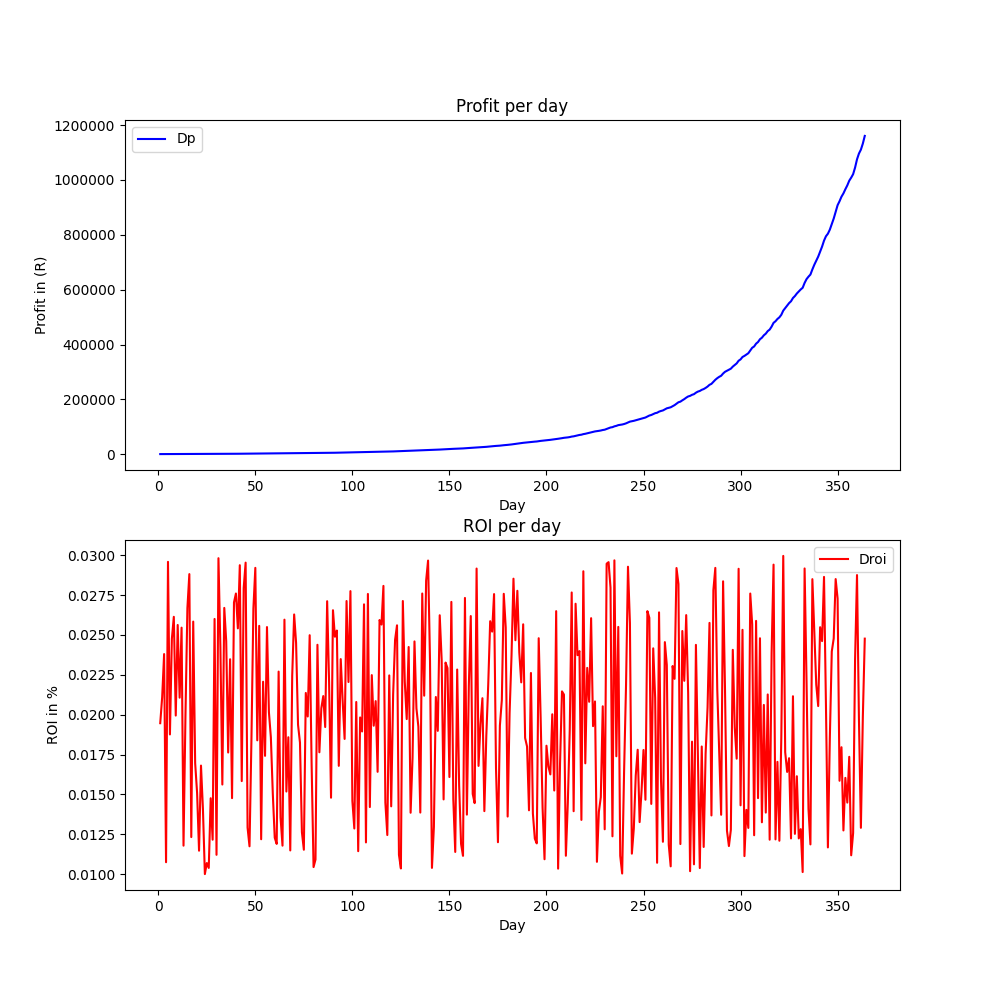 Profit per day
Dp
Profit in (R)
1200000
1000000
800000
600000
400000
200000
0
0 50 100 150 200 250 300 350
Day
ROI per day
Droi
ROI in %
0.0300
0.0275
0.0250
0.0225
0.0200
0.0175
0.0150
0.0125
0.0100
0 50 100 150 200 250 300 350
Day